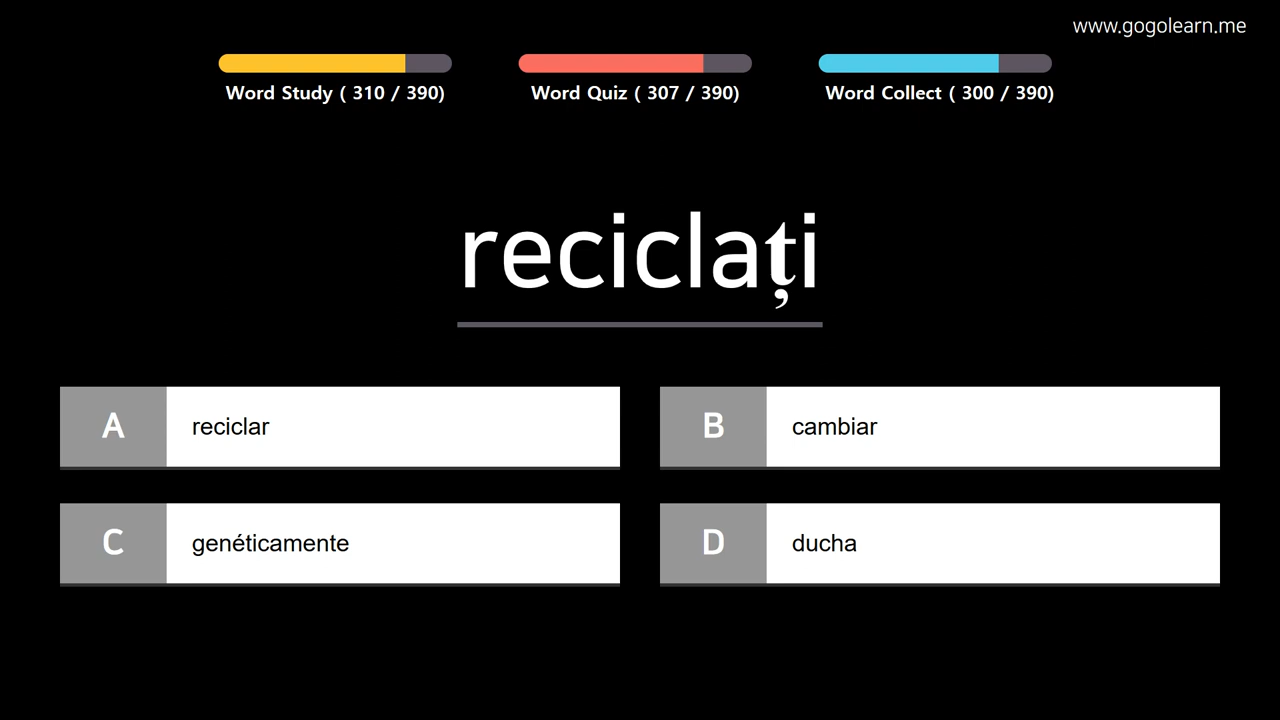 www.gogolearn.me
Word Study ( 310 / 390)
Word Quiz ( 307 / 390)
Word Collect ( 300 / 390)
reciclați
A reciclar
B cambiar
C genéticamente
D ducha